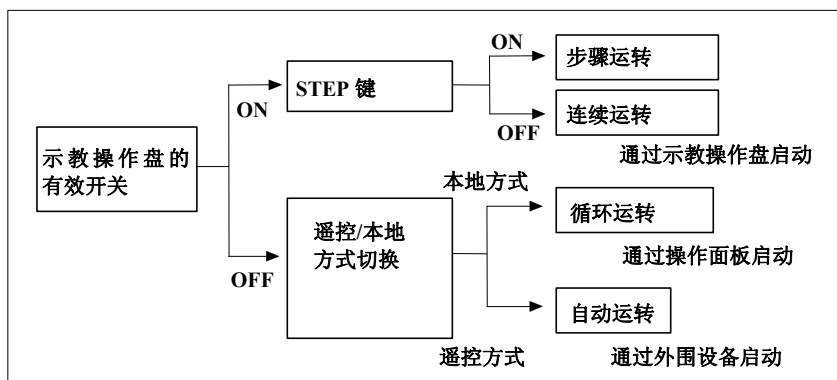 示教操作盘的
有效开关
ON
STEP 键
ON
步骤运转
OFF
连续运转
通过示教操作盘启动
OFF
遥控/本地
方式切换
本地方式
循环运转
通过操作面板启动
自动运转
遥控方式
通过外围设备启动